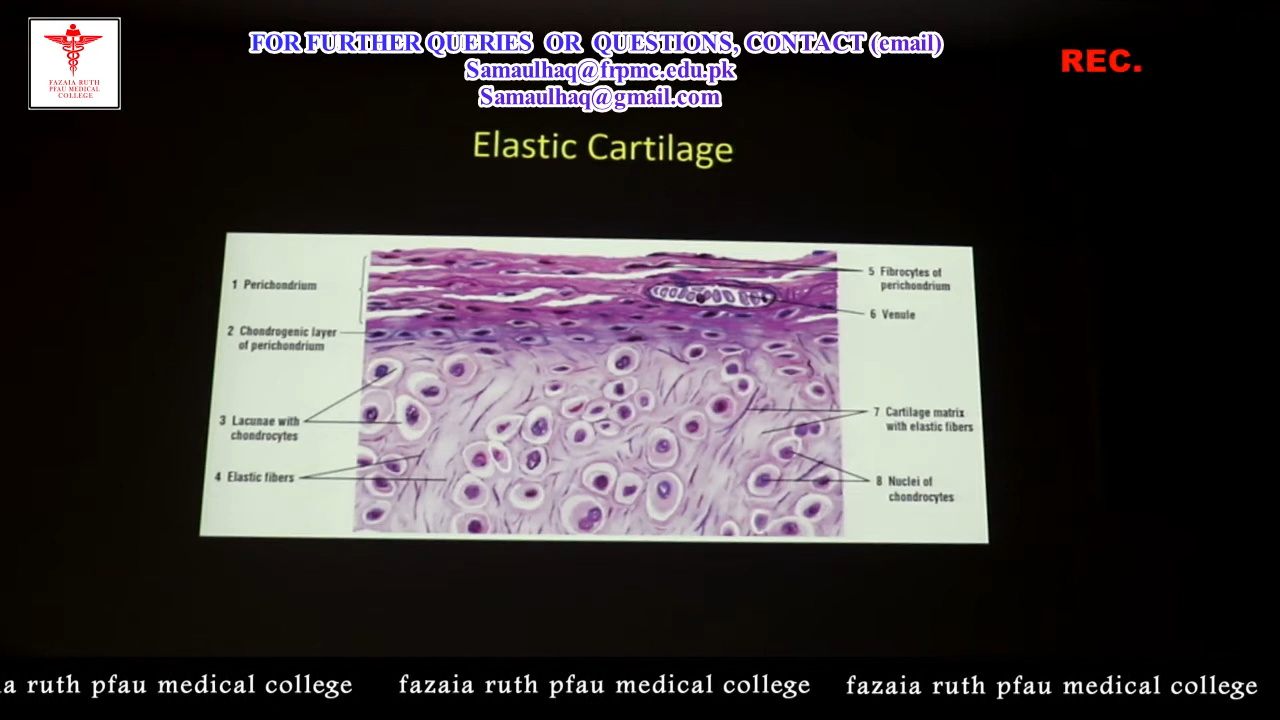 FAZAIA RUTH
PFAU MEDICAL
COLLEGE
FOR FURTHER QUERIES OR QUESTIONS, CONTACT (email)
Samaulhaq@frpmc.edu.pk
Samaulhaq@gmail.com
REC.
Elastic Cartilage
1 Perichondrium
2 Chondrogenic layer
of perichondrium
3 Lacunae with
chondrocytes
4 Elastic fibers
5 Fibrocytes of
perichondrium
6 Venule
7 Cartilage matrix
with elastic fibers
8 Nuclei of
chondrocytes
a ruth pfau medical college fazaia ruth pfau medical college fazaia ruth pfau medical college